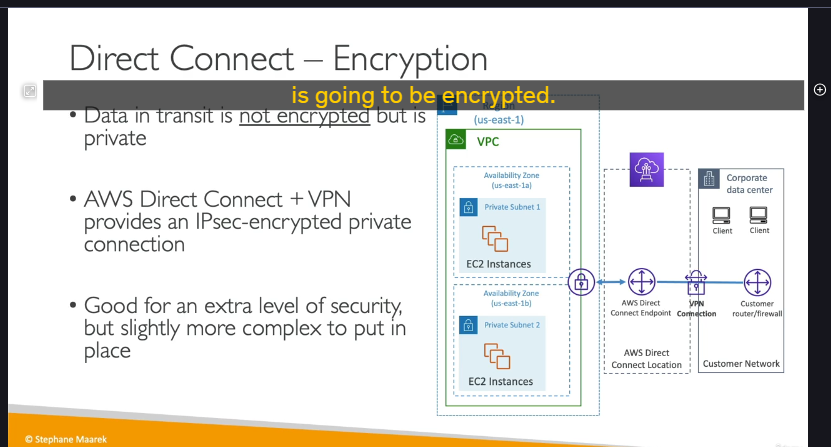 Direct Connect – Encryption
is going to be encrypted.
• Data in transit is not encrypted but is
private
• AWS Direct Connect + VPN
provides an IPsec-encrypted private
connection
• Good for an extra level of security,
but slightly more complex to put in
place
(us-east-1)
VPC
Availability Zone
(us-east-1a)
Private Subnet 1
EC2 Instances
Availability Zone
(us-east-1b)
Private Subnet 2
EC2 Instances
AWS Direct
Connect Endpoint
VPN
Connection
Customer
router/firewall
AWS Direct
Connect Location
Corporate
data center
Client
Client
Customer Network
© Stephane Maarek